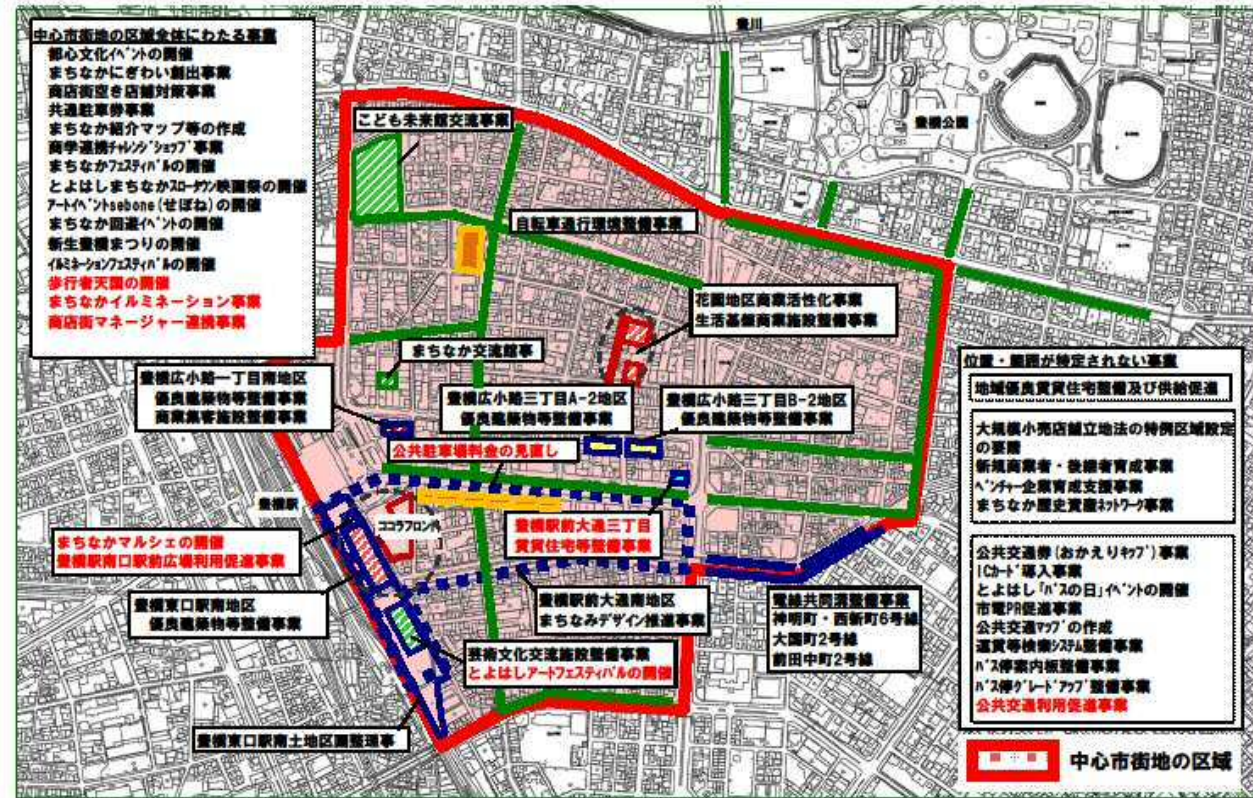 中心市街地の区域全体にわたる事業
都心文化イベントの開催
まちなかにぎわい創出事業
商店街空き店舗対策事業
共通駐車券事業
まちなか紹介マップ等の作成
商学連携チャレンジショップ事業
まちなかフェスティバルの開催
とよはしまちなかスロータウン映画祭の開催
アートイベントsebone(せぼね)の開催
まちなか回遊イベントの開催
新生豊橋まつりの開催
イルミネーションフェスティバルの開催
歩行者天国の開催
まちなかイルミネーション事業
商店街マネージャー連携事業
豊川
豊橋公園
こども未来館交流事業
自転車通行環境整備事業
花園地区商業活性化事業
生活基盤商業施設整備事業
まちなか交流館事
豊橋広小路一丁目南地区
優良建築物等整備事業
商業集客施設整備事業
豊橋広小路三丁目A-2地区
優良建築物等整備事業
豊橋広小路三丁目B-2地区
優良建築物等整備事業
公共駐車場料金の見直し
豊橋駅
ココラフロント
豊橋駅前大通三丁目
賃貸住宅等整備事業
まちなかマルシェの開催
豊橋駅南口駅前広場利用促進事業
豊橋東口駅南地区
優良建築物等整備事業
豊橋駅前大通南地区
まちなみデザイン推進事業
電線共同溝整備事業
神明町・西新町6号線
大国町2号線
前田中町2号線
芸術文化交流施設整備事業
とよはしアートフェスティバルの開催
豊橋東口駅南土地区画整理事
位置・範囲が特定されない事業
地域優良賃貸住宅整備及び供給促進
大規模小売店舗立地法の特例区域設定
の要請
新規商業者・後継者育成事業
ベンチャー企業育成支援事業
まちなか歴史資産ネットワーク事業
公共交通券(おかえりキップ)事業
ICカード導入事業
とよはし「バスの日」イベントの開催
市電PR促進事業
公共交通マップの作成
運賃等検索システム整備事業
バス停案内板整備事業
バス停グレードアップ整備事業
公共交通利用促進事業
中心市街地の区域